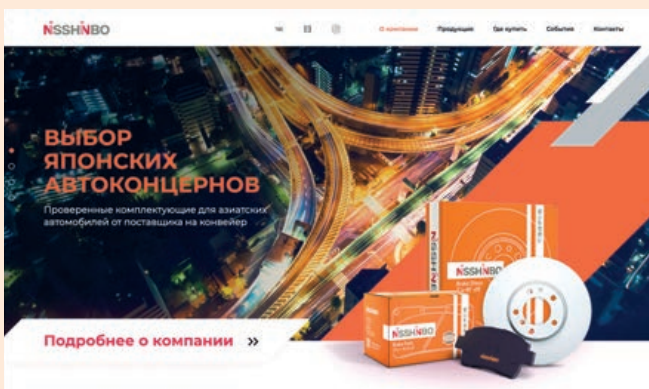 NISSHINBO
О компании Продукция Где купить События Контакты
ВЫБОР
ЯПОНСКИХ
АВТОКОНЦЕРНОВ
Проверенные комплектующие для азиатских
автомобилей от поставщика на конвейер
NISSHINBO
NISSHINBO
Подробнее о компании »